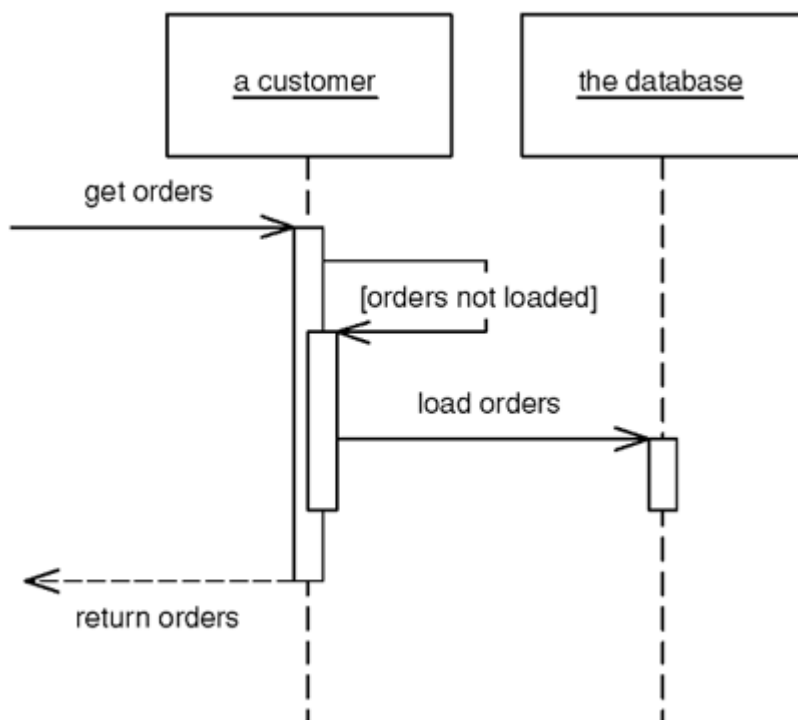 a customer
the database
get orders
[orders not loaded]
load orders
return orders